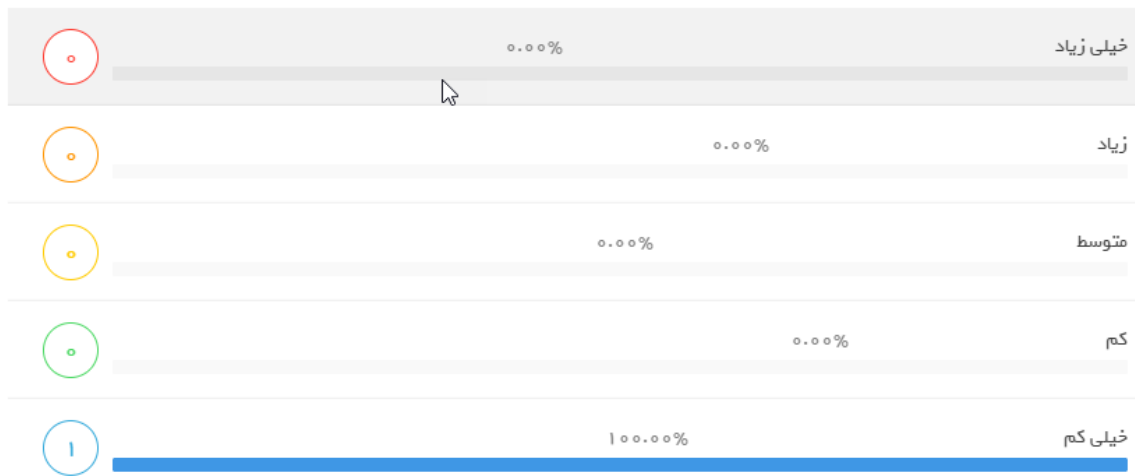 خیلی زیاد ۰.۰۰% ۰
زیاد ۰.۰۰% ۰
متوسط ۰.۰۰% ۰
کم ۰.۰۰% ۰
خیلی کم ۱۰۰.۰۰% ۱